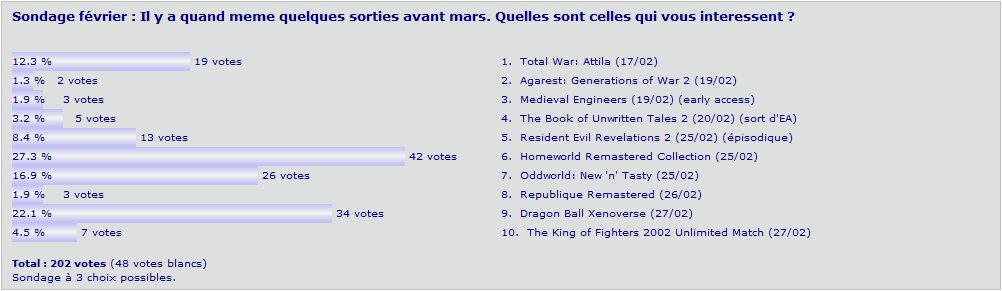 Sondage février : Il y a quand meme quelques sorties avant mars. Quelles sont celles qui vous interessent ?
12.3 % 19 votes 1. Total War: Attila (17/02)
1.3 % 2 votes 2. Agarest: Generations of War 2 (19/02)
1.9 % 3 votes 3. Medieval Engineers (19/02) (early access)
3.2 % 5 votes 4. The Book of Unwritten Tales 2 (20/02) (sort d'EA)
8.4 % 13 votes 5. Resident Evil Revelations 2 (25/02) (épisodique)
27.3 % 42 votes 6. Homeworld Remastered Collection (25/02)
16.9 % 26 votes 7. Oddworld: New 'n' Tasty (25/02)
1.9 % 3 votes 8. Republique Remastered (26/02)
22.1 % 34 votes 9. Dragon Ball Xenoverse (27/02)
4.5 % 7 votes 10. The King of Fighters 2002 Unlimited Match (27/02)
Total : 202 votes (48 votes blancs)
Sondage à 3 choix possibles.